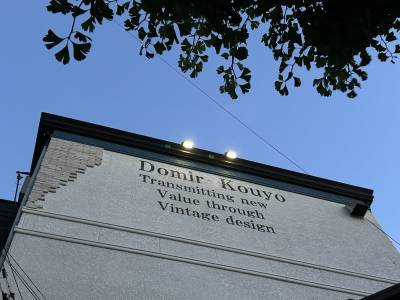 Domir Kouyo
Transmitting new
Value through
Vintage design